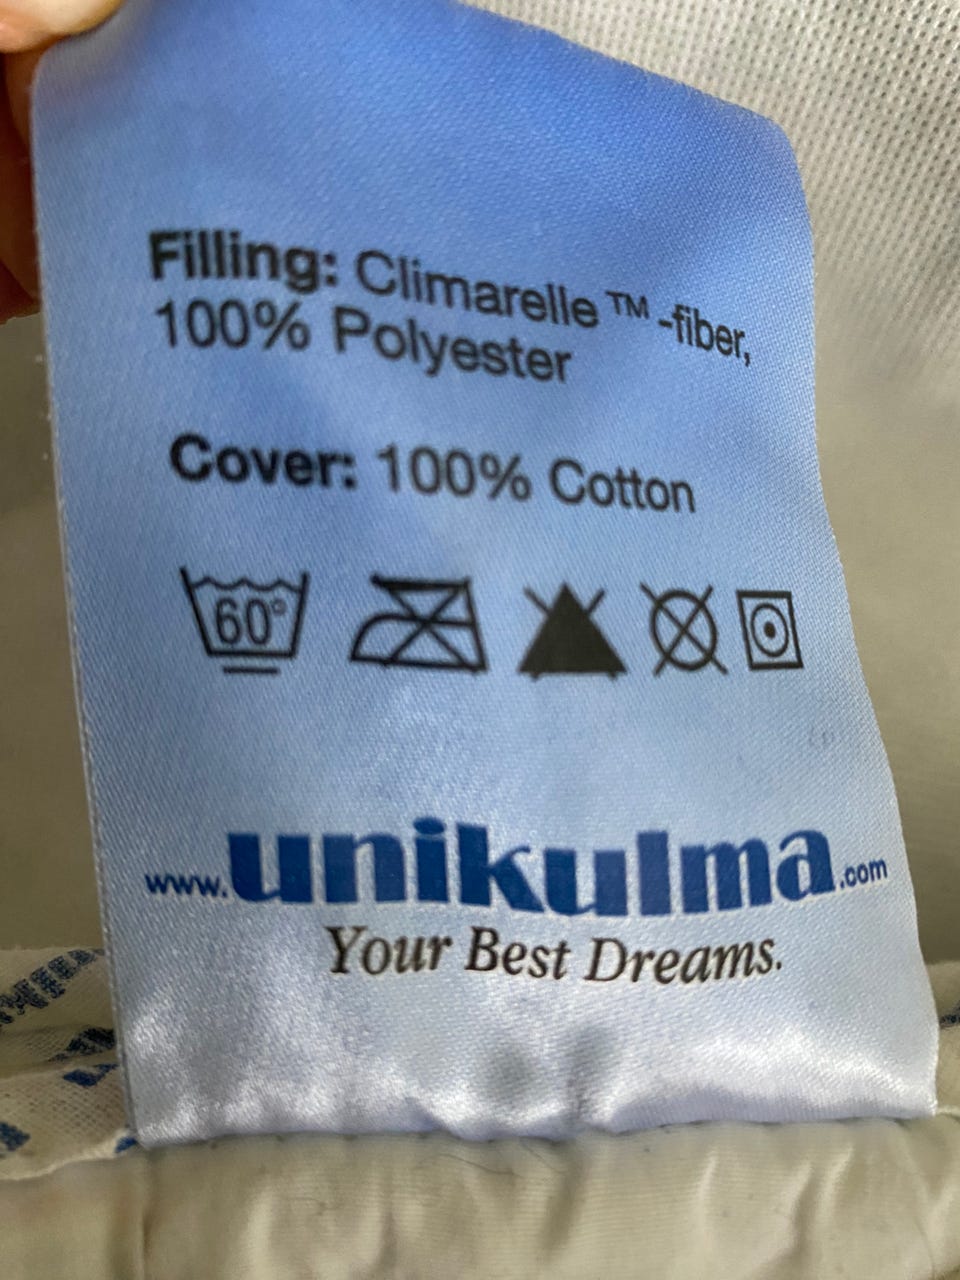 Filling: Climarelle ™ -fiber,
100% Polyester
Cover: 100% Cotton
60°
www.unikulma.com
Your Best Dreams.